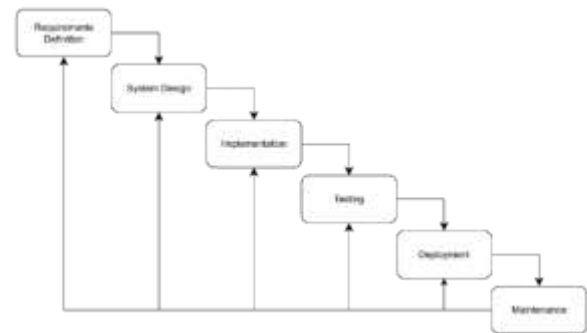 Requirements
Definition
System Design
Implementation
Testing
Deployment
Maintenance